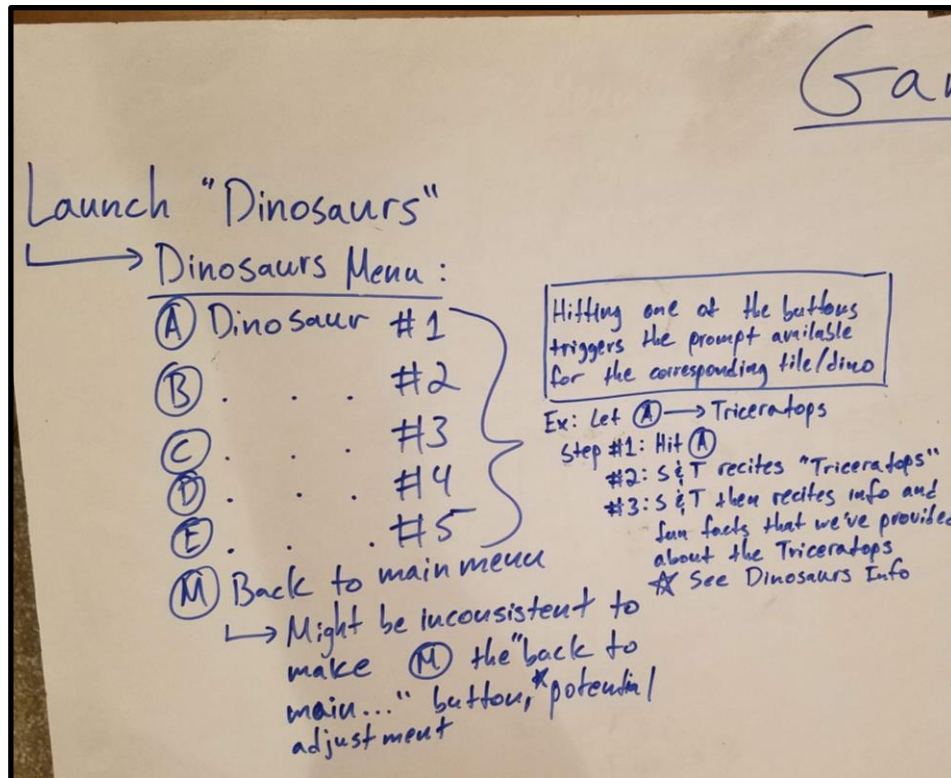 Gam
Launch "Dinosaurs"
→ Dinosaurs Menu:
A Dinosaur #1
B . . . #2
C . . . #3
D . . . #4
E . . . #5
M Back to main menu
→ Might be inconsistent to
make M the "back to
main..." button, *potential
adjustment
Hitting one of the buttons
triggers the prompt available
for the corresponding tile/dino
Ex: Let A → Triceratops
Step #1: Hit A
#2: S & T recites "Triceratops"
#3: S & T then recites info and
fun facts that we've provided
about the Triceratops
☆ See Dinosaurs Info